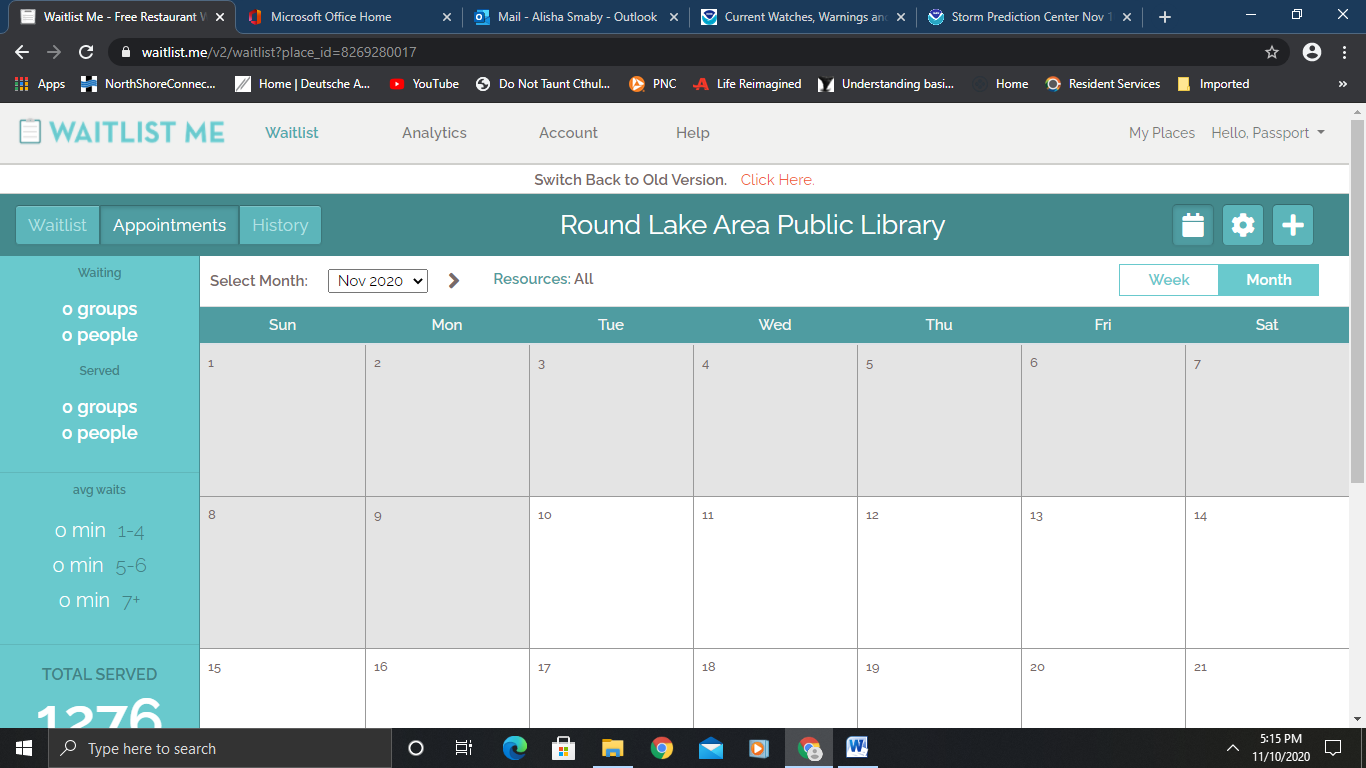 Waitlist Me - Free Restaurant W
Microsoft Office Home
Mail - Alisha Smaby - Outlook
Current Watches, Warnings and
Storm Prediction Center Nov 1
waitlist.me/v2/waitlist?place_id=8269280017
Apps
NorthShoreConnec...
Home | Deutsche A...
YouTube
Do Not Taunt Cthul...
PNC
Life Reimagined
Understanding basi...
Home
Resident Services
Imported
»
WAITLIST ME
Waitlist
Analytics
Account
Help
My Places
Hello, Passport
Switch Back to Old Version. Click Here.
Waitlist
Appointments
History
Round Lake Area Public Library
Waiting
0 groups
0 people
Served
0 groups
0 people
avg waits
0 min 1-4
0 min 5-6
0 min 7+
TOTAL SERVED
1276
Select Month: Nov 2020
Resources: All
Week
Month
Sun Mon Tue Wed Thu Fri Sat
1 2 3 4 5 6 7
8 9 10 11 12 13 14
15 16 17 18 19 20 21
Type here to search
5:15 PM
11/10/2020